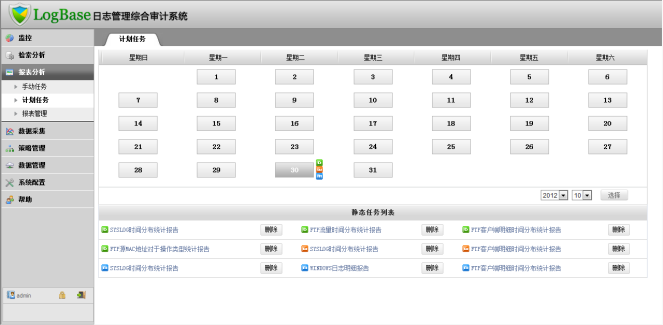 LogBase 日志管理综合审计系统
监控
检索分析
报表分析
手动任务
计划任务
报表管理
数据采集
策略管理
数据管理
系统配置
帮助
admin
计划任务
星期日 星期一 星期二 星期三 星期四 星期五 星期六
1 2 3 4 5 6
7 8 9 10 11 12 13
14 15 16 17 18 19 20
21 22 23 24 25 26 27
28 29 30 31
2012 10 选择
静态任务列表
SYSLOG时间分布统计报告 删除 FTP流量时间分布统计报告 删除 FTP客户端明细时间分布统计报告 删除
FTP源MAC地址对于操作类型统计报告 删除 SYSLOG时间分布统计报告 删除 FTP客户端明细时间分布统计报告 删除
SYSLOG时间分布统计报告 删除 WINDOWS日志明细报告 删除 FTP客户端明细时间分布统计报告 删除